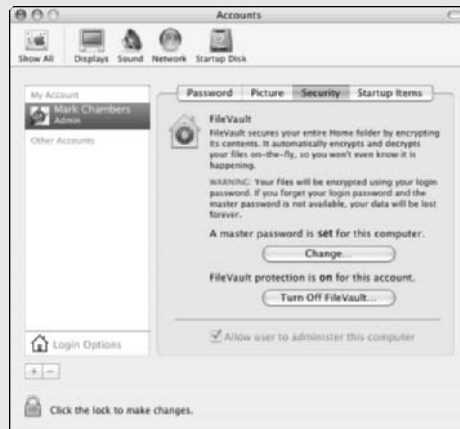 Accounts
Show All Displays Sound Network Startup Disk
My Account
Mark Chambers
Admin
Other Accounts
Login Options
Password Picture Security Startup Items
FileVault
FileVault secures your entire Home folder by encrypting
its contents. It automatically encrypts and decrypts
your files on-the-fly, so you won't even know it is
happening.
WARNING: Your files will be encrypted using your login
password. If you forget your login password and the
master password is not available, your data will be lost
forever.
A master password is set for this computer.
Change...
FileVault protection is on for this account.
Turn Off FileVault...
Allow user to administer this computer
Click the lock to make changes.